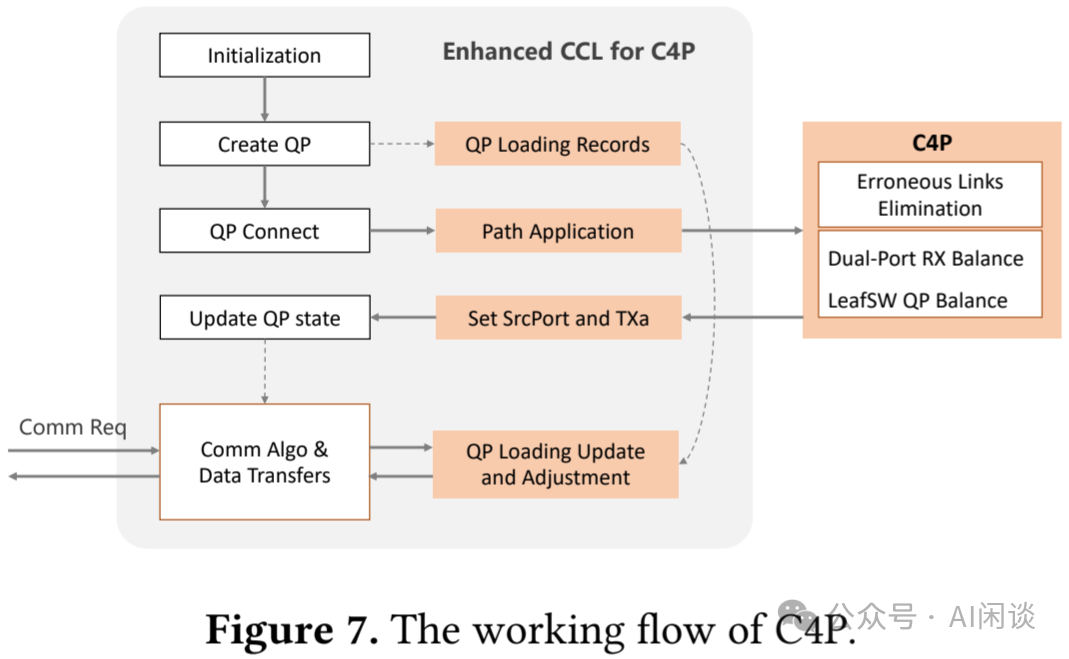 Enhanced CCL for C4P
Initialization
Create QP
QP Loading Records
QP Connect
Path Application
C4P
Erroneous Links
Elimination
Dual-Port RX Balance
LeafSW QP Balance
Update QP state
Set SrcPort and TXa
Comm Req
Comm Algo &
Data Transfers
QP Loading Update
and Adjustment
Figure 7. The working flow of C4P.
公众号 · AI闲谈